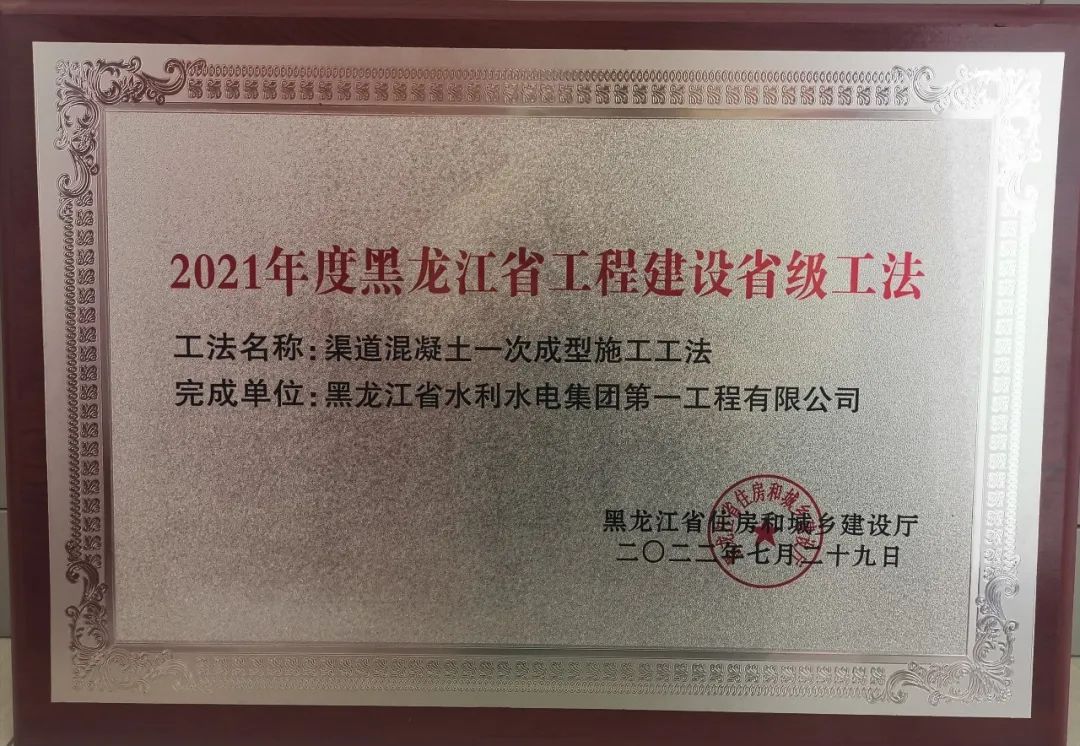 2021年度黑龙江省工程建设省级工法
工法名称:渠道混凝土一次成型施工工法
完成单位:黑龙江省水利水电集团第一工程有限公司
黑龙江省住房和城乡建设厅
二〇二二年七月二十九日